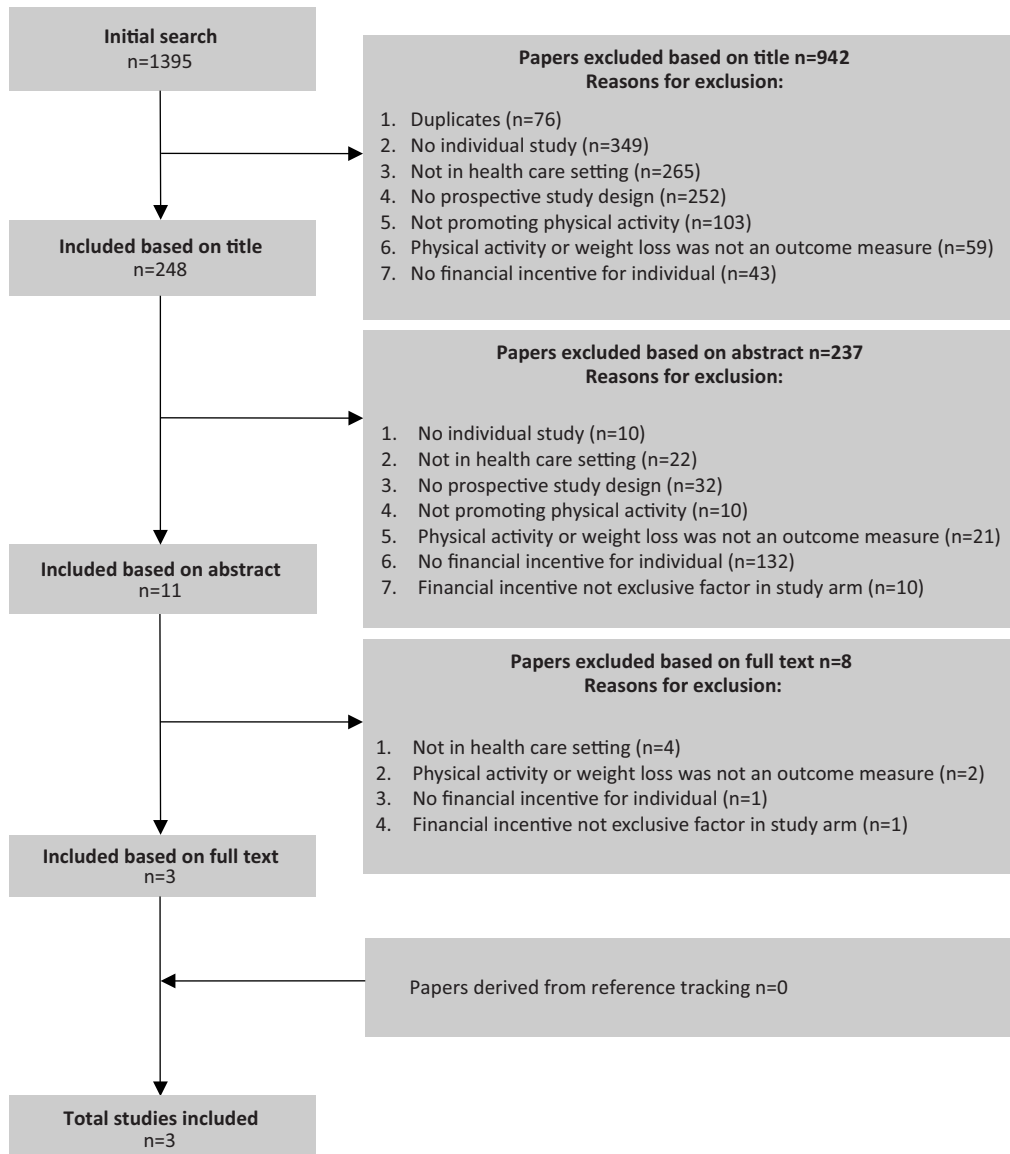 Initial search
n=1395
Papers excluded based on title n=942
Reasons for exclusion:
1. Duplicates (n=76)
2. No individual study (n=349)
3. Not in health care setting (n=265)
4. No prospective study design (n=252)
5. Not promoting physical activity (n=103)
6. Physical activity or weight loss was not an outcome measure (n=59)
7. No financial incentive for individual (n=43)
Included based on title
n=248
Papers excluded based on abstract n=237
Reasons for exclusion:
1. No individual study (n=10)
2. Not in health care setting (n=22)
3. No prospective study design (n=32)
4. Not promoting physical activity (n=10)
5. Physical activity or weight loss was not an outcome measure (n=21)
6. No financial incentive for individual (n=132)
7. Financial incentive not exclusive factor in study arm (n=10)
Included based on abstract
n=11
Papers excluded based on full text n=8
Reasons for exclusion:
1. Not in health care setting (n=4)
2. Physical activity or weight loss was not an outcome measure (n=2)
3. No financial incentive for individual (n=1)
4. Financial incentive not exclusive factor in study arm (n=1)
Included based on full text
n=3
Papers derived from reference tracking n=0
Total studies included
n=3